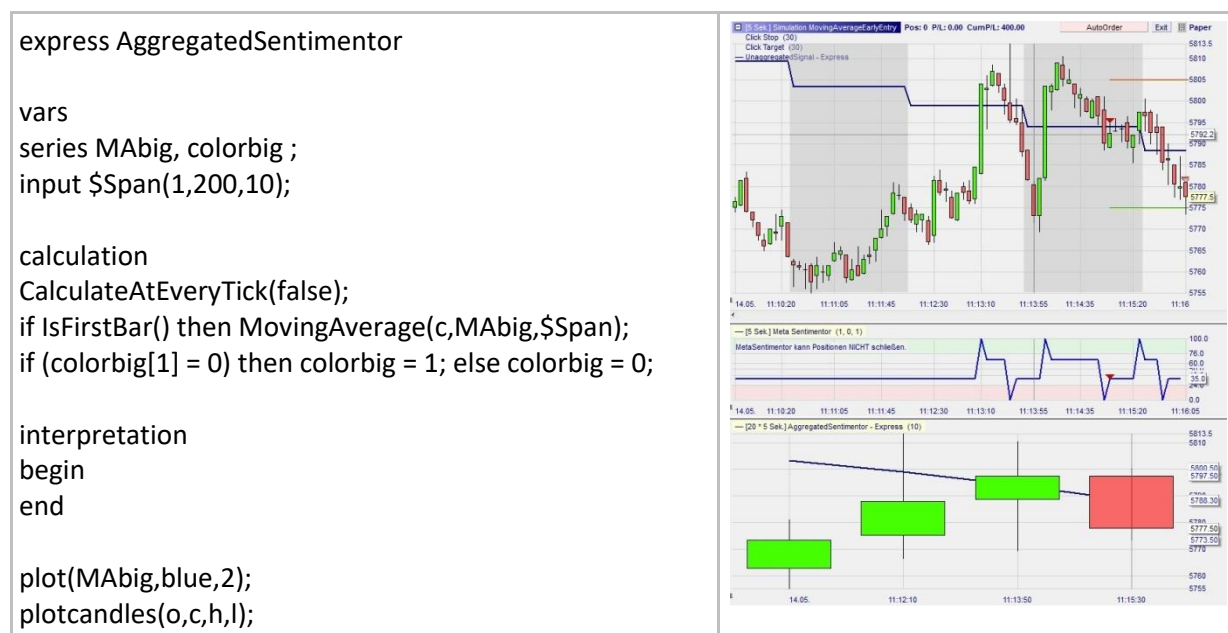 express AggregatedSentimentor
vars
series MAbig, colorbig ;
input $Span(1,200,10);
calculation
CalculateAtEveryTick(false);
if IsFirstBar() then MovingAverage(c,MAbig,$Span);
if (colorbig[1] = 0) then colorbig = 1; else colorbig = 0;
interpretation
begin
end
plot(MAbig,blue,2);
plotcandles(o,c,h,l);
[5 Sek.] Simulation MovingAverageEarlyEntry Pos: 0 P/L: 0.00 CumP/L: 400.00 AutoOrder Exit Paper
Click Stop (30)
Click Target (30)
UnaggregatedSignal - Express
5813.5
5810
5805
5800
5795
5792.2
5790
5785
5780
5777.5
5775
5770
5765
5760
5755
14.05. 11:10:20 11:11:05 11:11:45 11:12:30 11:13:10 11:13:55 11:14:35 11:15:20 11:16
[5 Sek.] Meta Sentimentor (1, 0, 1)
MetaSentimentor kann Positionen NICHT schließen.
100.0
76.0
60.0
35.0
24.0
0.0
14.05. 11:10:20 11:11:05 11:11:45 11:12:30 11:13:10 11:13:55 11:14:35 11:15:20 11:16:05
[20 * 5 Sek.] AggregatedSentimentor - Express (10)
5813.5
5810
5800.50
5797.50
5788.30
5777.50
5773.50
5770
5760
5755
14.05. 11:12:10 11:13:50 11:15:30